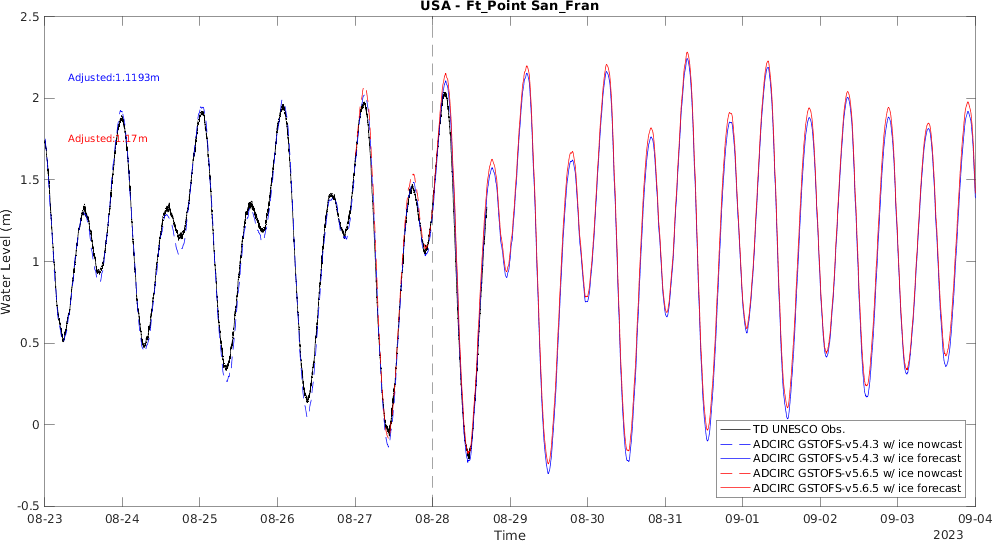 USA - Ft_Point San_Fran
2.5
2
1.5
1
0.5
0
-0.5
Water Level (m)
Adjusted:1.1193m
Adjusted:1.17m
TD UNESCO Obs.
ADCIRC GSTOFS-v5.4.3 w/ ice nowcast
ADCIRC GSTOFS-v5.4.3 w/ ice forecast
ADCIRC GSTOFS-v5.6.5 w/ ice nowcast
ADCIRC GSTOFS-v5.6.5 w/ ice forecast
08-23 08-24 08-25 08-26 08-27 08-28 08-29 08-30 08-31 09-01 09-02 09-03 09-04
Time
2023